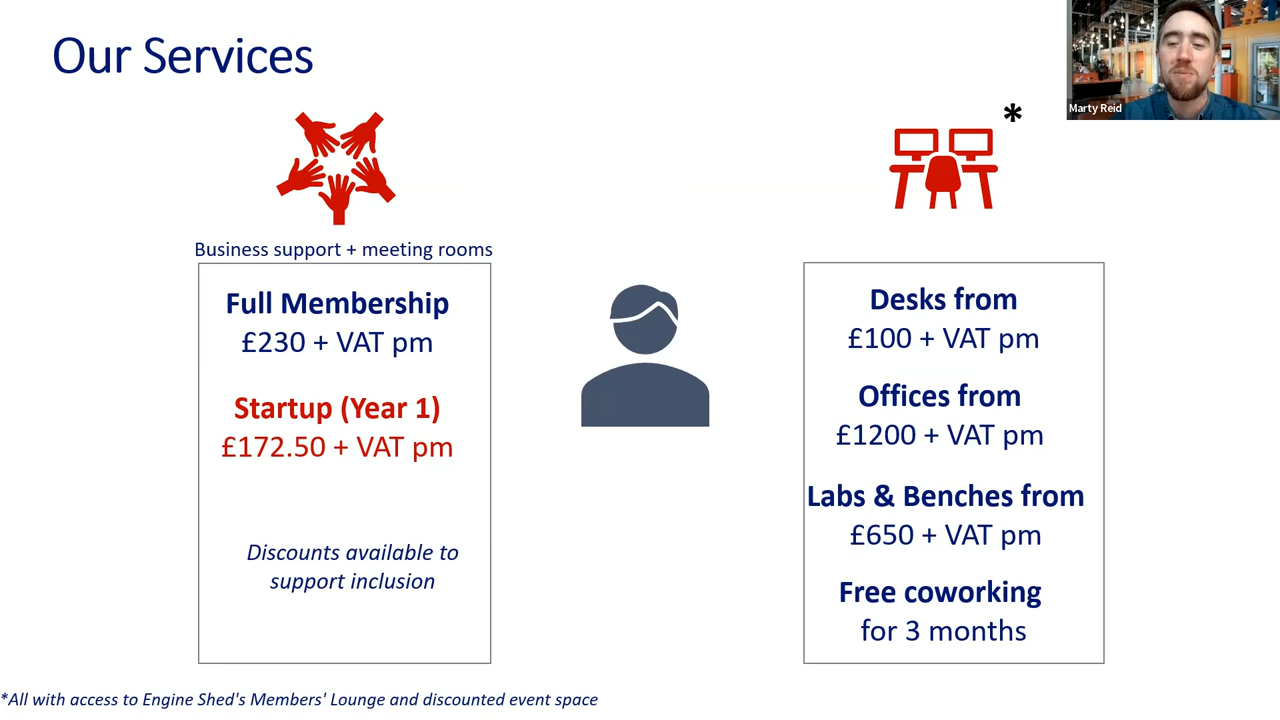 Our Services
Marty Reid
*
Business support + meeting rooms
Full Membership
£230 + VAT pm
Startup (Year 1)
£172.50 + VAT pm
Discounts available to
support inclusion
Desks from
£100 + VAT pm
Offices from
£1200 + VAT pm
Labs & Benches from
£650 + VAT pm
Free coworking
for 3 months
*All with access to Engine Shed's Members' Lounge and discounted event space